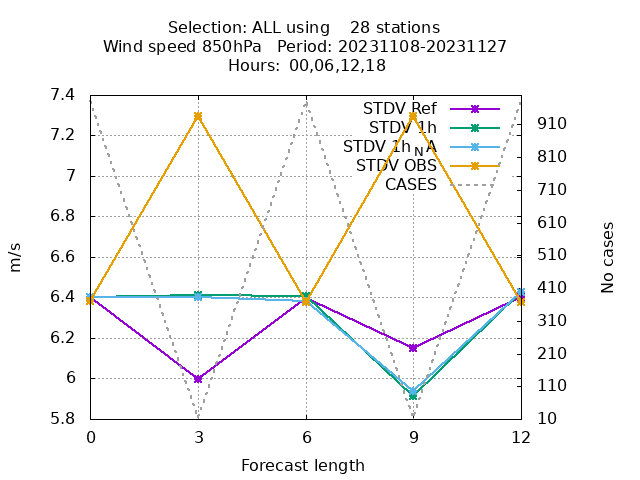 Selection: ALL using    28 stations
Wind speed 850hPa   Period: 20231108-20231127
Hours:  00,06,12,18
STDV Ref
STDV 1h
STDV 1h_NA
STDV OBS
CASES
7.4
7.2
7
6.8
6.6
6.4
6.2
6
5.8
m/s
910
810
710
610
510
410
310
210
110
10
No cases
0 3 6 9 12
Forecast length